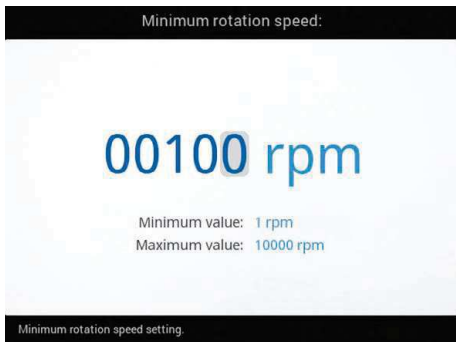 Minimum rotation speed:
00100 rpm
Minimum value: 1 rpm
Maximum value: 10000 rpm
Minimum rotation speed setting.